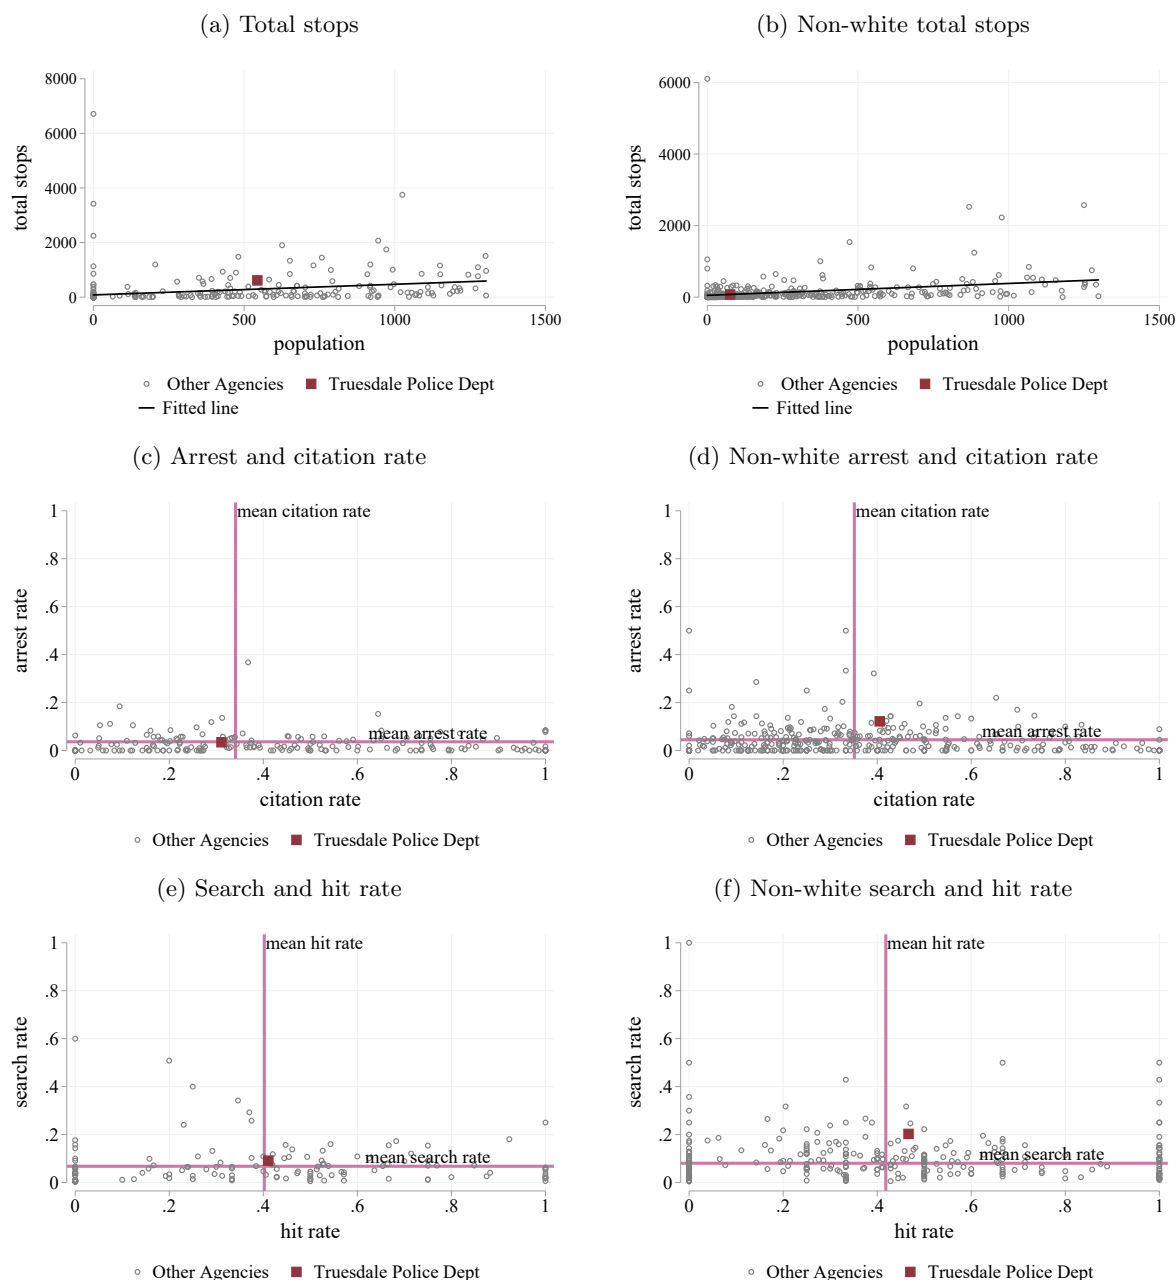 (a) Total stops
8000
6000
4000
2000
0
total stops
0 500 1000 1500
population
Other Agencies Truesdale Police Dept
Fitted line
(b) Non-white total stops
6000
4000
2000
0
total stops
0 500 1000 1500
population
Other Agencies Truesdale Police Dept
Fitted line
(c) Arrest and citation rate
mean citation rate
1
.8
.6
.4
.2
0
arrest rate
mean arrest rate
0 .2 .4 .6 .8 1
citation rate
Other Agencies Truesdale Police Dept
(d) Non-white arrest and citation rate
mean citation rate
1
.8
.6
.4
.2
0
arrest rate
mean arrest rate
0 .2 .4 .6 .8 1
citation rate
Other Agencies Truesdale Police Dept
(e) Search and hit rate
mean hit rate
1
.8
.6
.4
.2
0
search rate
mean search rate
0 .2 .4 .6 .8 1
hit rate
Other Agencies Truesdale Police Dept
(f) Non-white search and hit rate
mean hit rate
1
.8
.6
.4
.2
0
search rate
mean search rate
0 .2 .4 .6 .8 1
hit rate
Other Agencies Truesdale Police Dept